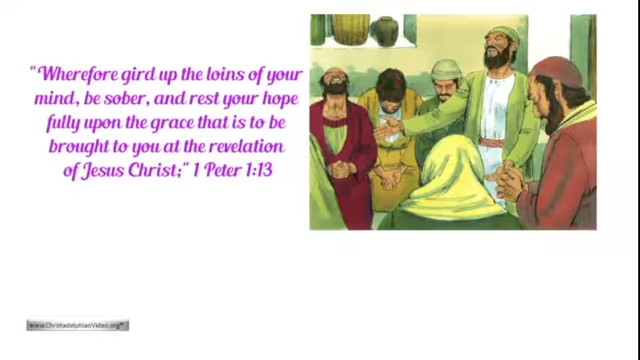 "Wherefore gird up the loins of your
mind, be sober, and rest your hope
fully upon the grace that is to be
brought to you at the revelation
of Jesus Christ;" 1 Peter 1:13
www.ChristadelphianVideo.org